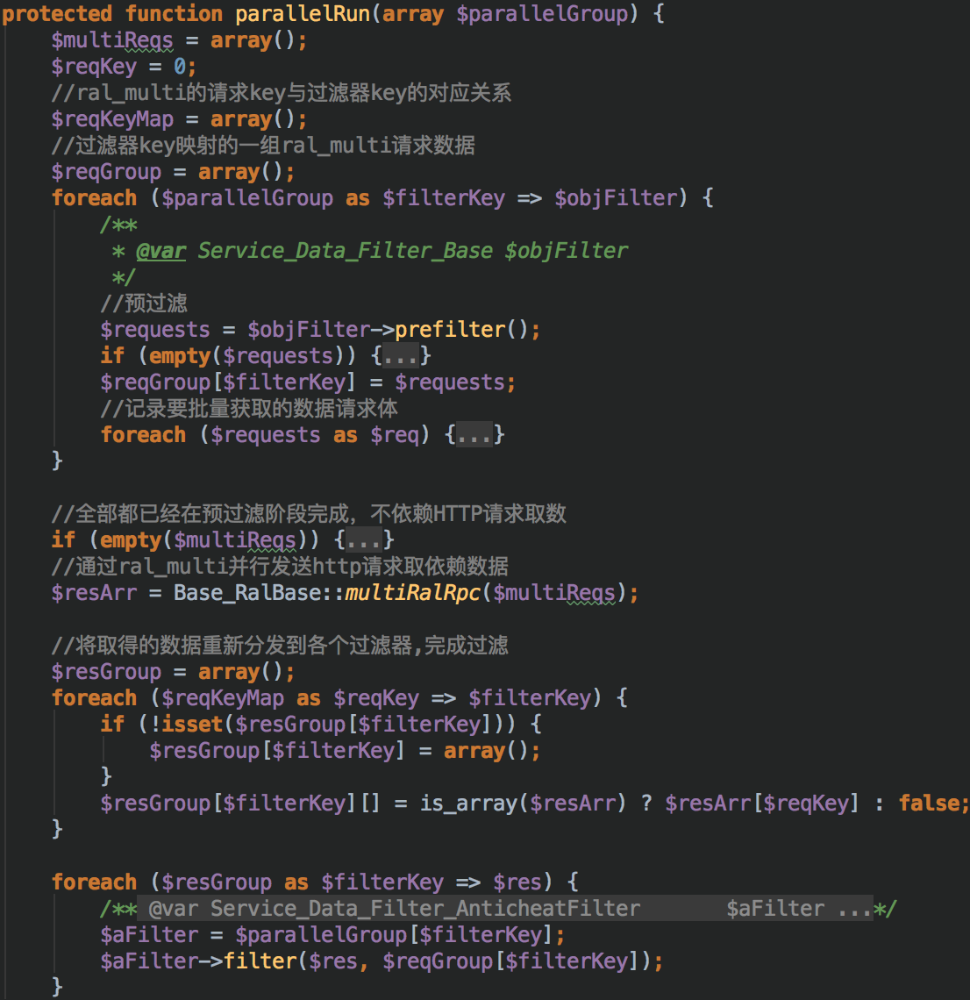 protected function parallelRun(array $parallelGroup) {
$multiReqs = array();
$reqKey = 0;
//ral_multi的请求key与过滤器key的对应关系
$reqKeyMap = array();
//过滤器key映射的一组ral_multi请求数据
$reqGroup = array();
foreach ($parallelGroup as $filterKey => $objFilter) {
/**
* @var Service_Data_Filter_Base $objFilter
*/
//预过滤
$requests = $objFilter->prefilter();
if (empty($requests)) {...}
$reqGroup[$filterKey] = $requests;
//记录要批量获取的数据请求体
foreach ($requests as $req) {...}
}
//全部都已经在预过滤阶段完成，不依赖HTTP请求取数
if (empty($multiReqs)) {...}
//通过ral_multi并行发送http请求取依赖数据
$resArr = Base_RalBase::multiRalRpc($multiReqs);
//将取得的数据重新分发到各个过滤器,完成过滤
$resGroup = array();
foreach ($reqKeyMap as $reqKey => $filterKey) {
if (!isset($resGroup[$filterKey])) {
$resGroup[$filterKey] = array();
}
$resGroup[$filterKey][] = is_array($resArr) ? $resArr[$reqKey] : false;
}
foreach ($resGroup as $filterKey => $res) {
/** @var Service_Data_Filter_AnticheatFilter $aFilter ...*/
$aFilter = $parallelGroup[$filterKey];
$aFilter->filter($res, $reqGroup[$filterKey]);
}